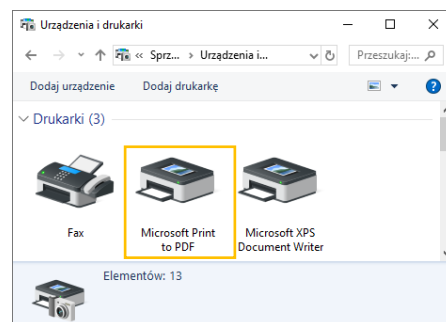 Urządzenia i drukarki
« Sprz... > Urządzenia i...
Przeszukaj:...
Dodaj urządzenie Dodaj drukarkę
Drukarki (3)
Fax
Microsoft Print
to PDF
Microsoft XPS
Document Writer
Elementów: 13